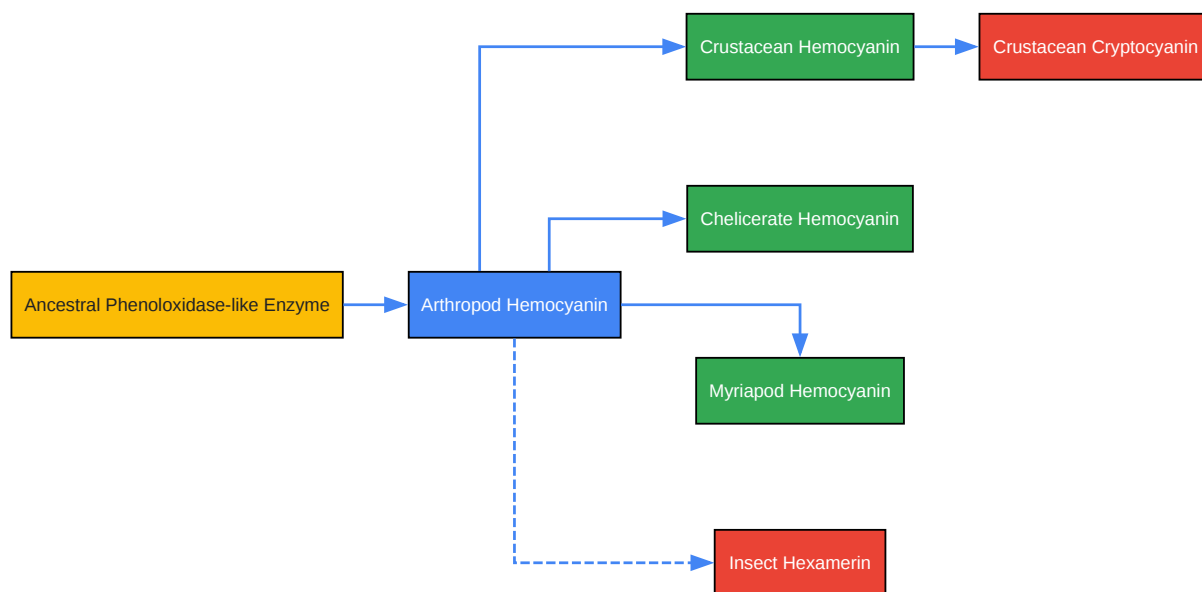 Crustacean Hemocyanin
Crustacean Cryptocyanin
Chelicerate Hemocyanin
Ancestral Phenoloxidase-like Enzyme
Arthropod Hemocyanin
Myriapod Hemocyanin
Insect Hexamerin